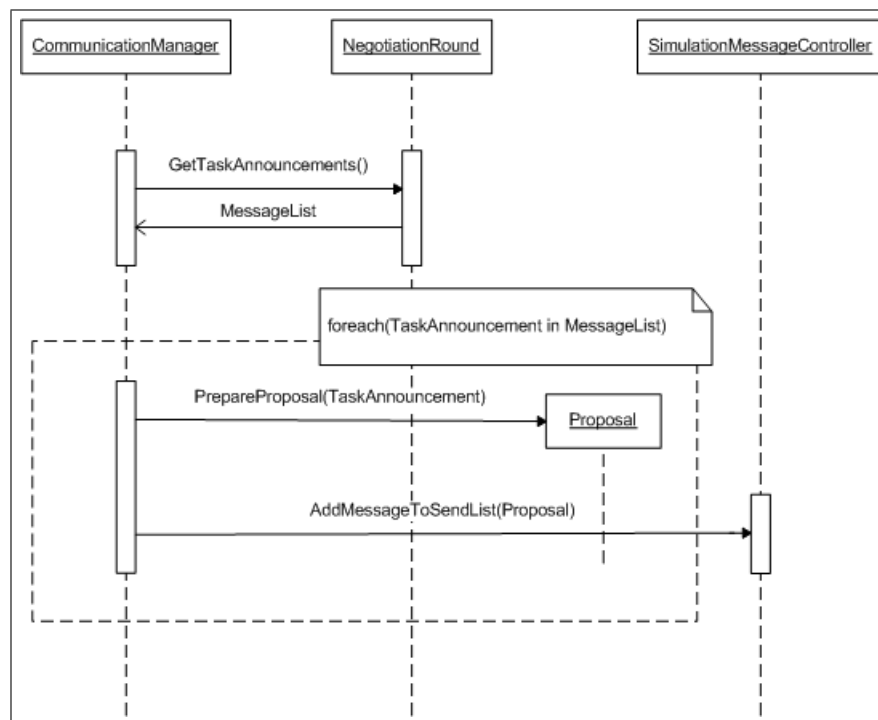 CommunicationManager
NegotiationRound
SimulationMessageController
GetTaskAnnouncements()
MessageList
foreach(TaskAnnouncement in MessageList)
PrepareProposal(TaskAnnouncement)
Proposal
AddMessageToSendList(Proposal)